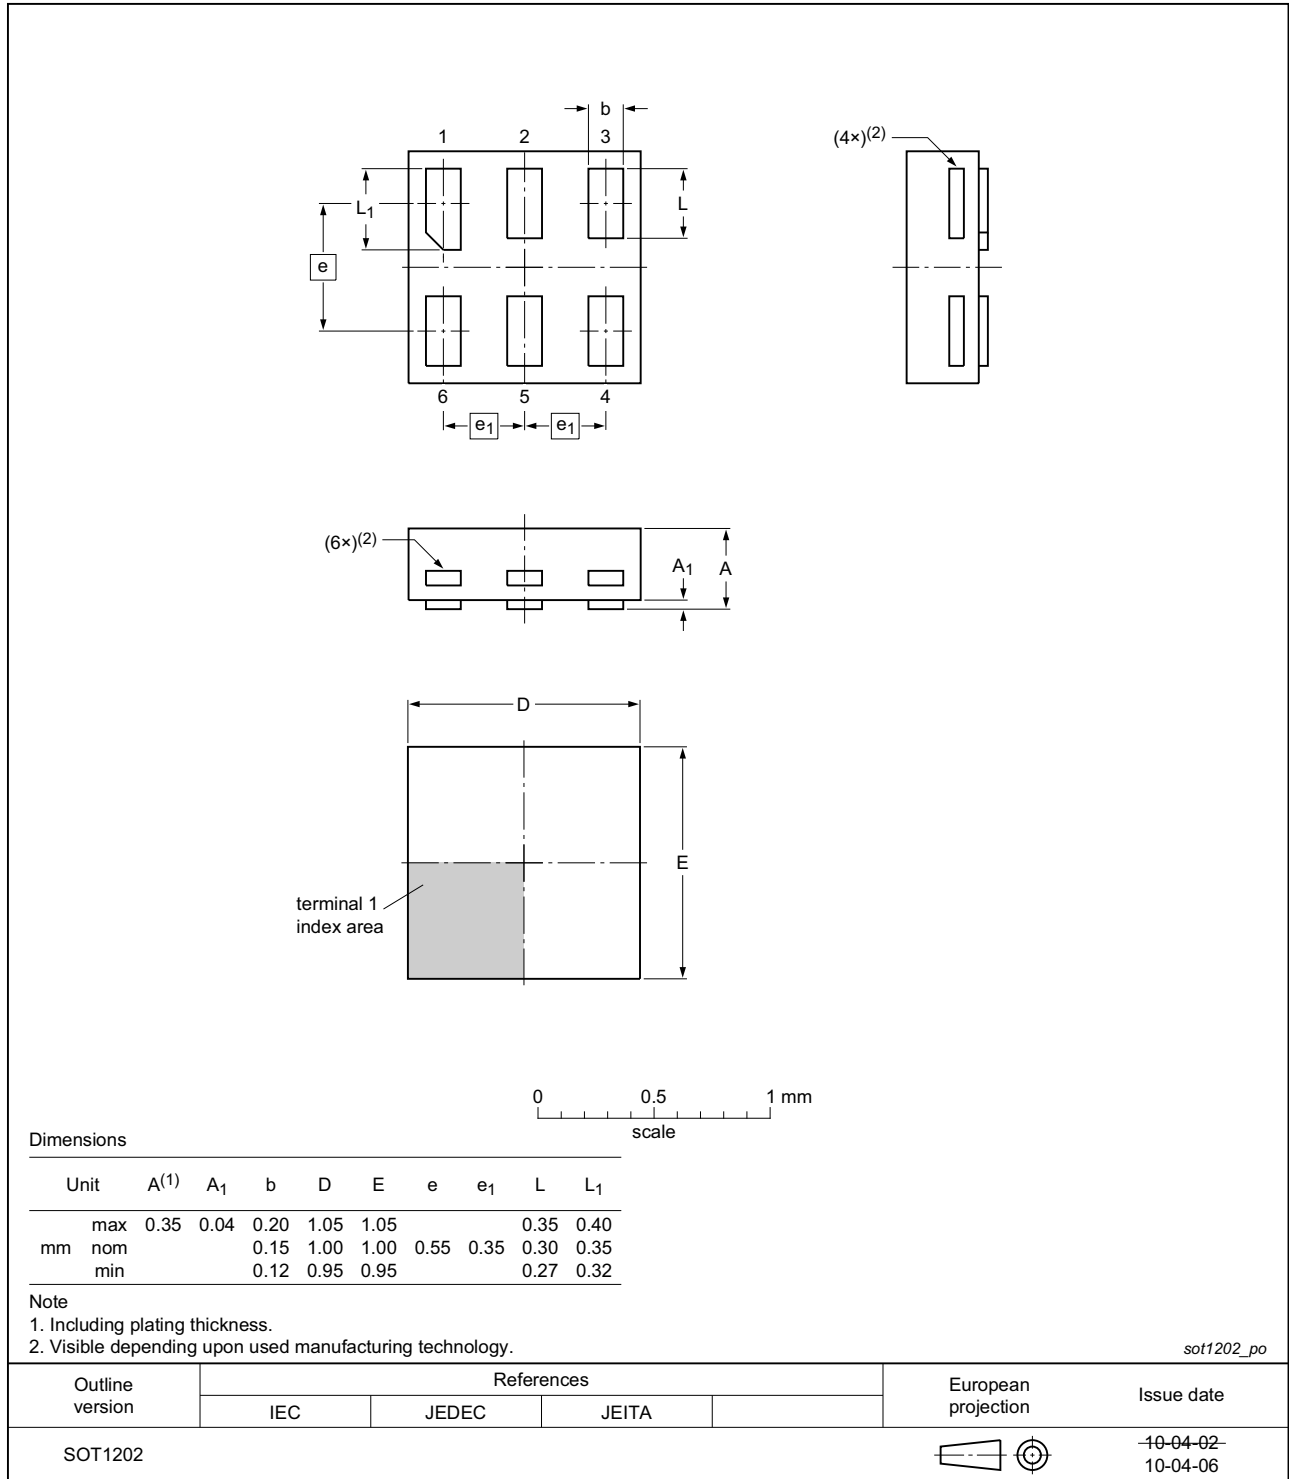 b
1 2 3
(4×)(2)
L1
L
e
6 5 4
e1 e1
(6×)(2)
A1 A
D
E
terminal 1
index area
0 0.5 1 mm
scale
Dimensions
Unit A(1) A1 b D E e e1 L L1
max 0.35 0.04 0.20 1.05 1.05 0.35 0.40
mm nom 0.15 1.00 1.00 0.55 0.35 0.30 0.35
min 0.12 0.95 0.95 0.27 0.32
Note
1. Including plating thickness.
2. Visible depending upon used manufacturing technology.
sot1202_po
Outline
version
References
IEC JEDEC JEITA
European
projection
Issue date
SOT1202
10-04-02
10-04-06